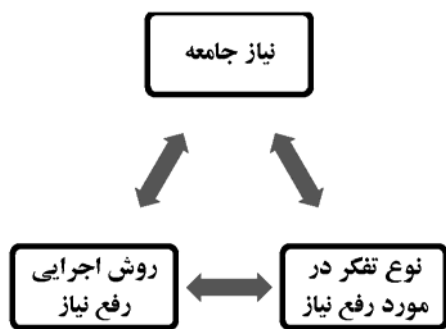 نیاز جامعه
نوع تفکر در
مورد رفع نیاز
روش اجرایی
رفع نیاز